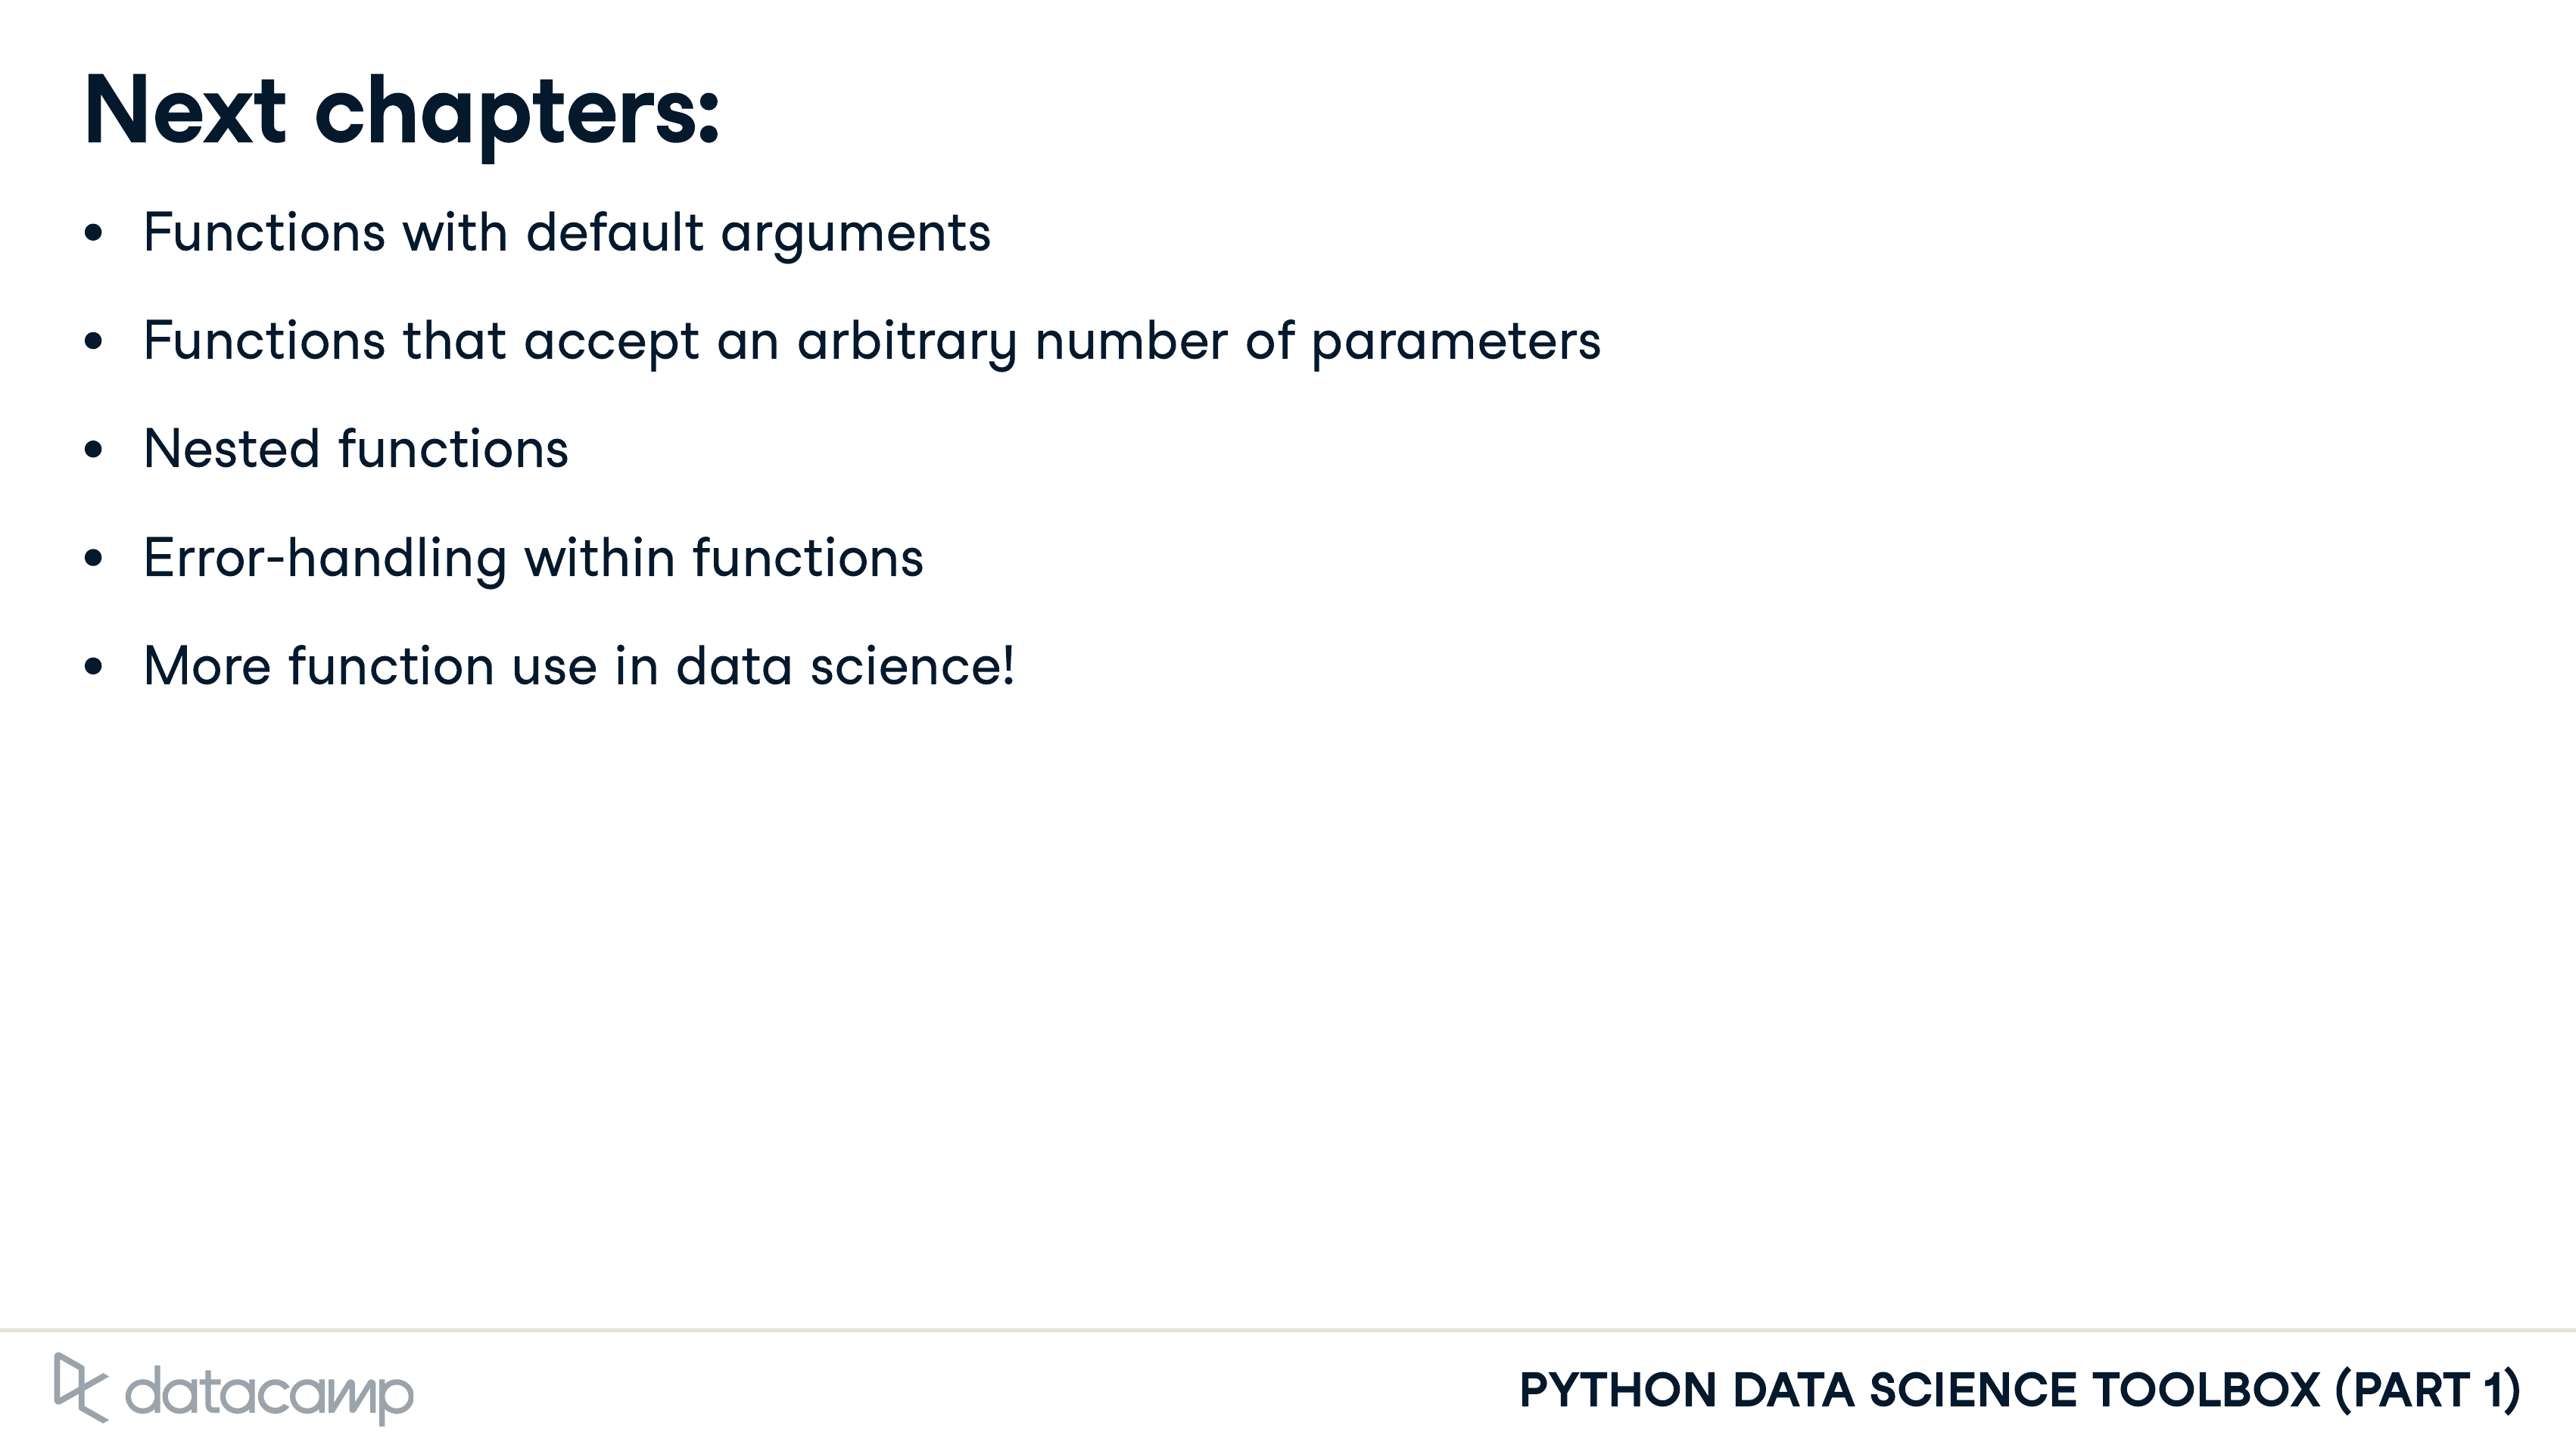 Next chapters:
• Functions with default arguments
• Functions that accept an arbitrary number of parameters
• Nested functions
• Error-handling within functions
• More function use in data science!
datacamp
PYTHON DATA SCIENCE TOOLBOX (PART 1)